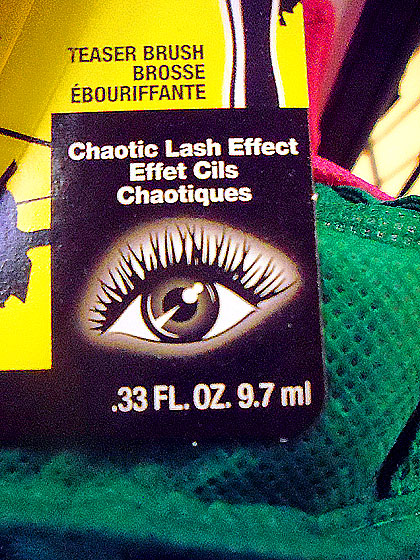 TEASER BRUSH
BROSSE
ÉBOURIFFANTE
Chaotic Lash Effect
Effet Cils
Chaotiques
.33 FL. OZ. 9.7 ml